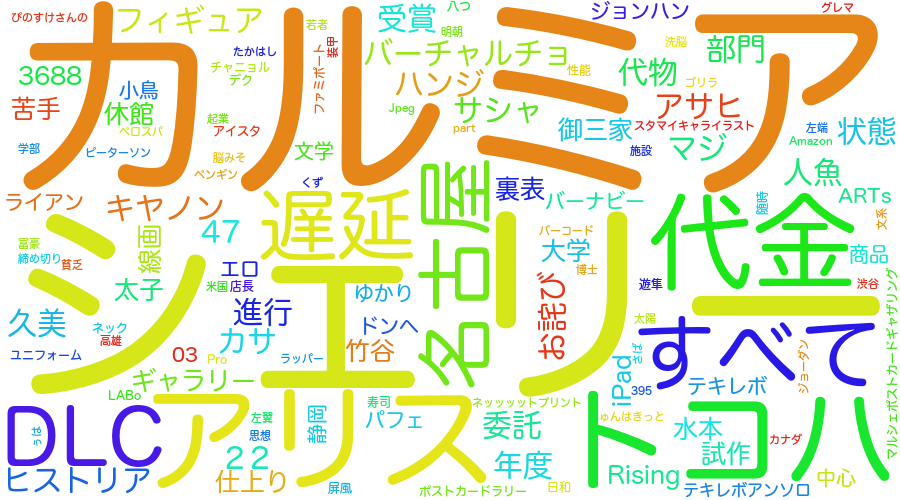 ぴのすけさんの
フィギュア
若者
装甲
受賞
八つ
明朝
ジョンハン
グレマ
カルミア
たかはし
チャニョル
デク
バーチャルチョ
洗脳
部門
3688
小鳥
ファミポート
ハンジ
性能
代物
ゴリラ
苦手
休館
ベロスパ
起業
アイスタ
Jpeg
サシャ
アサヒ
スタマイキャライラスト
左端
状態
学部
ピーターソン
文学
part
御三家
施設
マジ
Amazon
脳みそ
ペンギン
くず
裏表
人魚
ライアン
キヤノン
遅延
名古屋
バーナビー
代金
随時
ARTs
文系
47
バーコード
富豪
締め切り
貧乏
線画
エロ
大学
博士
商品
シエリ
太子
米国
店長
ゆかり
お詫び
遊隼
渋谷
久美
ネック
高雄
進行
ドンヘ
太陽
すべて
ユニフォーム
03
Pro
カサ
ラッパー
竹谷
iPad
さば
ジョーダン
マルシェポストカードギャザリング
ギャラリー
LABo
395
テキレボ
DLC
うは
アリス
左翼
思想
静岡
寿司
パフェ
ネッッッットプリント
委託
ゅんはきっと
トコハ
水本
カナダ
22
試作
ヒストリア
仕上り
屏風
年度
Rising
中心
ポストカードラリー
日和
テキレボアンソロ